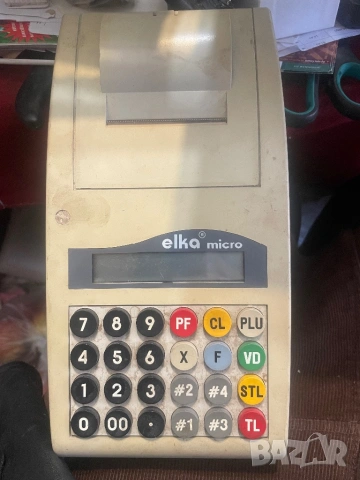 elka® micro
7 8 9 PF CL PLU
4 5 6 X F VD
1 2 3 #2 #4 STL
0 00 . #1 #3 TL
BAZAR